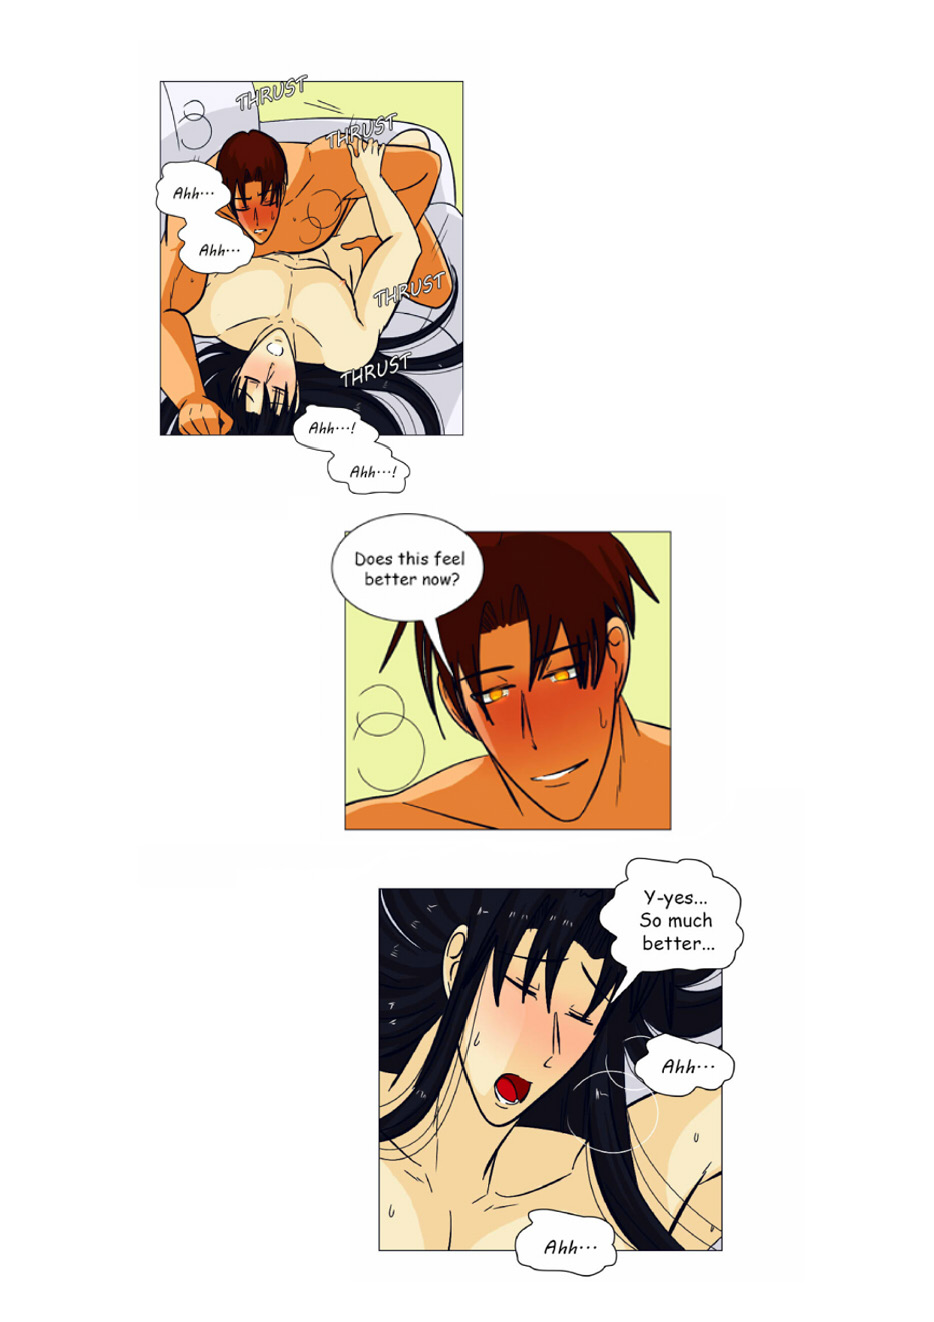 THRUST
THRUST
Ahh...
Ahh...
THRUST
THRUST
Ahh...!
Ahh...!
Does this feel
better now?
Y-yes...
So much
better...
Ahh...
Ahh...